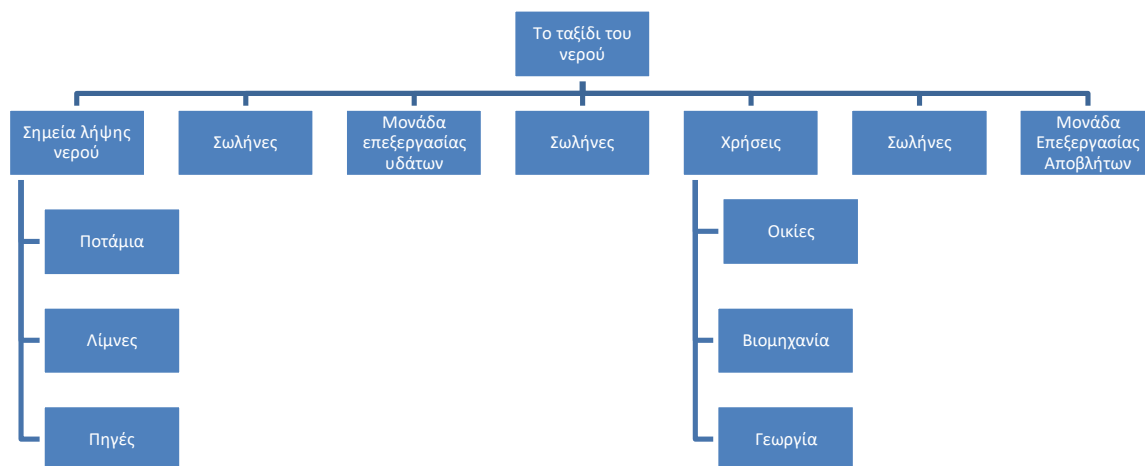 Το ταξίδι του
νερού
Σημεία λήψης
νερού
Σωλήνες
Μονάδα
επεξεργασίας
υδάτων
Σωλήνες
Χρήσεις
Σωλήνες
Μονάδα
Επεξεργασίας
Αποβλήτων
Ποτάμια
Λίμνες
Πηγές
Οικίες
Βιομηχανία
Γεωργία